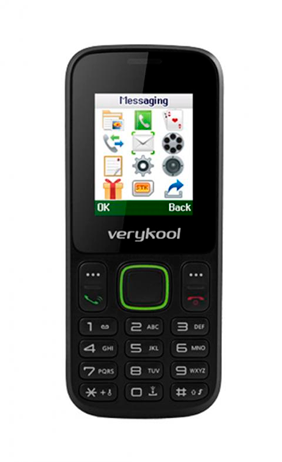 Messaging
OK Back
verykool
1 2 ABC 3 DEF
4 GHI 5 JKL 6 MNO
7 PQRS 8 TUV 9 WXYZ
* + 0 #